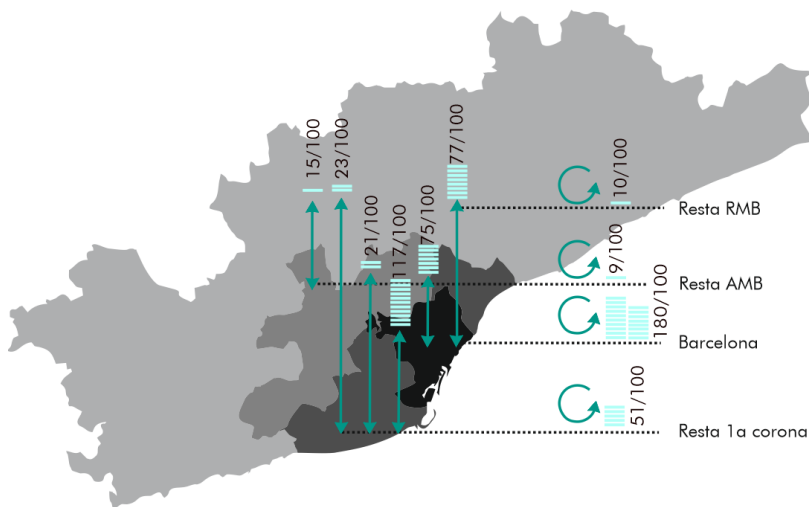 15/100
23/100
77/100
10/100
Resta RMB
21/100
117/100
75/100
9/100
Resta AMB
180/100
Barcelona
51/100
Resta 1a corona